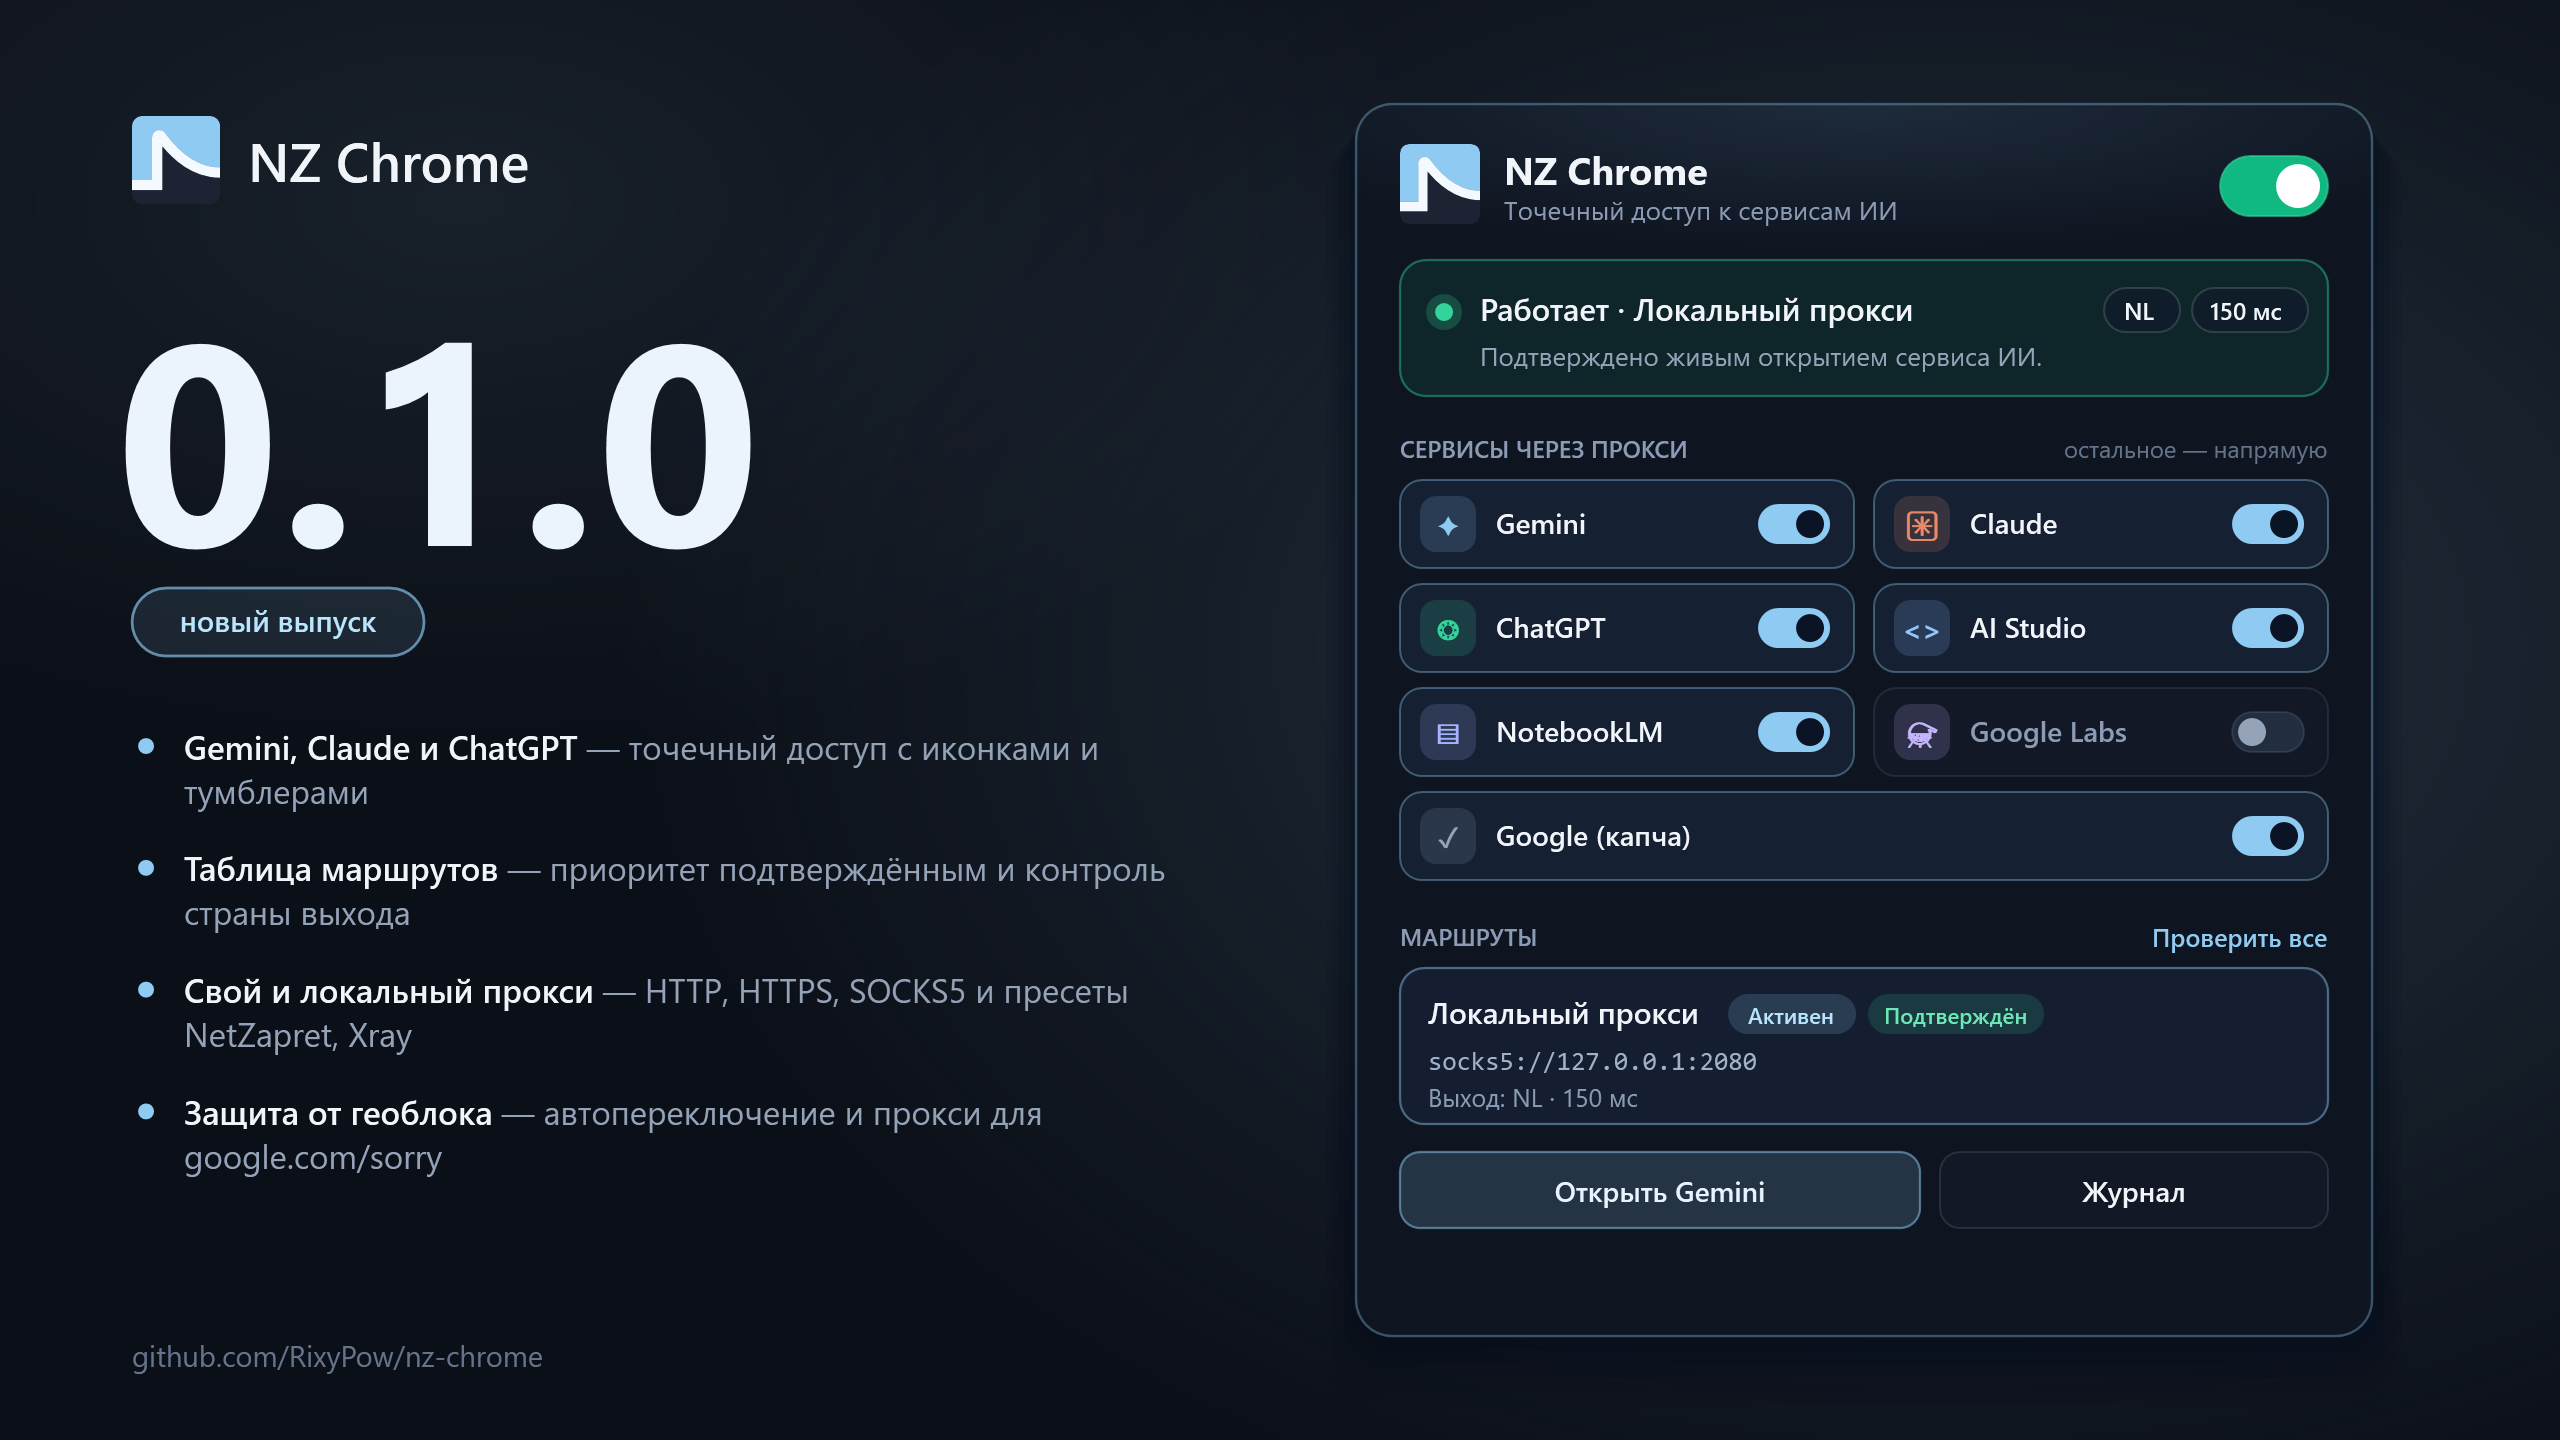 NZ Chrome
0.1.0
новый выпуск
Gemini, Claude и ChatGPT — точечный доступ с иконками и
тумблерами
Таблица маршрутов — приоритет подтверждённым и контроль
страны выхода
Свой и локальный прокси — HTTP, HTTPS, SOCKS5 и пресеты
NetZapret, Xray
Защита от геоблока — автопереключение и прокси для
google.com/sorry
github.com/RixyPow/nz-chrome
NZ Chrome
Точечный доступ к сервисам ИИ
Работает · Локальный прокси NL 150 мс
Подтверждено живым открытием сервиса ИИ.
СЕРВИСЫ ЧЕРЕЗ ПРОКСИ остальное — напрямую
Gemini Claude
ChatGPT AI Studio
NotebookLM Google Labs
Google (капча)
МАРШРУТЫ Проверить все
Локальный прокси Активен Подтверждён
socks5://127.0.0.1:2080
Выход: NL · 150 мс
Открыть Gemini Журнал